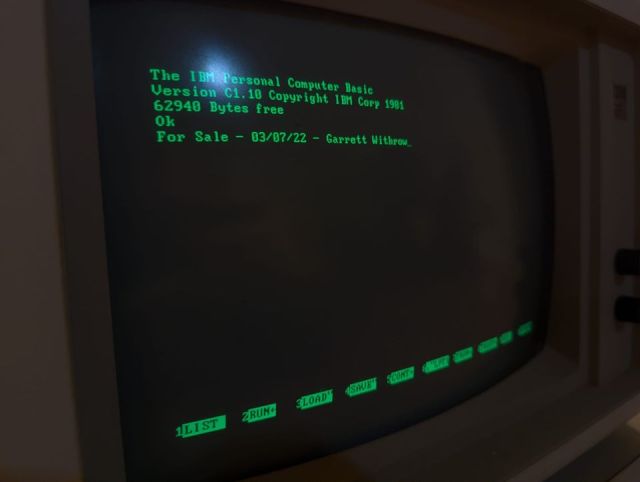 The IBM Personal Computer Basic
Version C1.10 Copyright IBM Corp 1981
62940 Bytes free
Ok
For Sale - 03/07/22 - Garrett Withrow_
1LIST 2RUN← 3LOAD" 4SAVE" 5CONT←